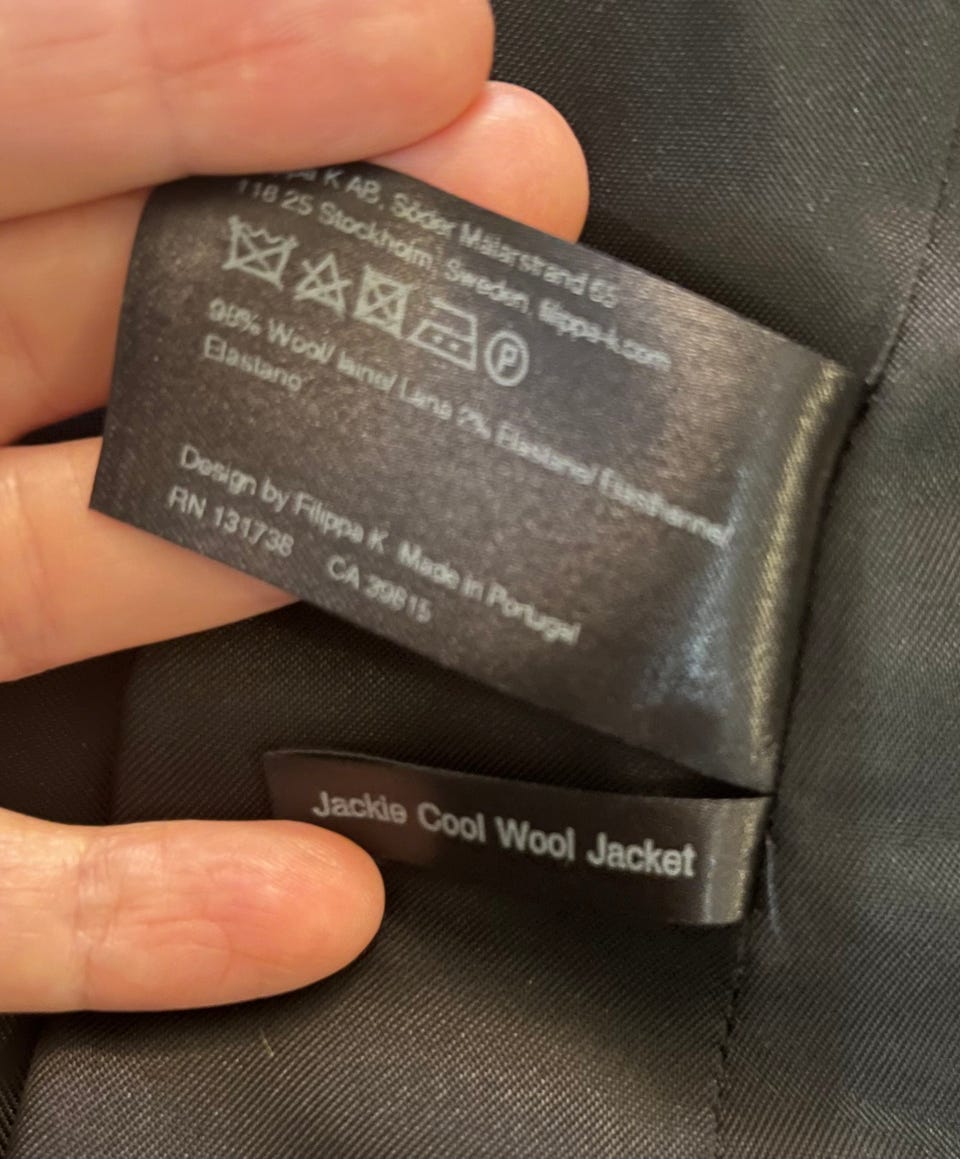 K AB, Söder Mälarstrand 65
118 25 Stockholm, Sweden, filippa-k.com
P
98% Wool/ laine/ Lana 2% Elastane/ Elasthanne/
Elastano
Design by Filippa K Made in Portugal
RN 131738 CA 39815
Jackie Cool Wool Jacket